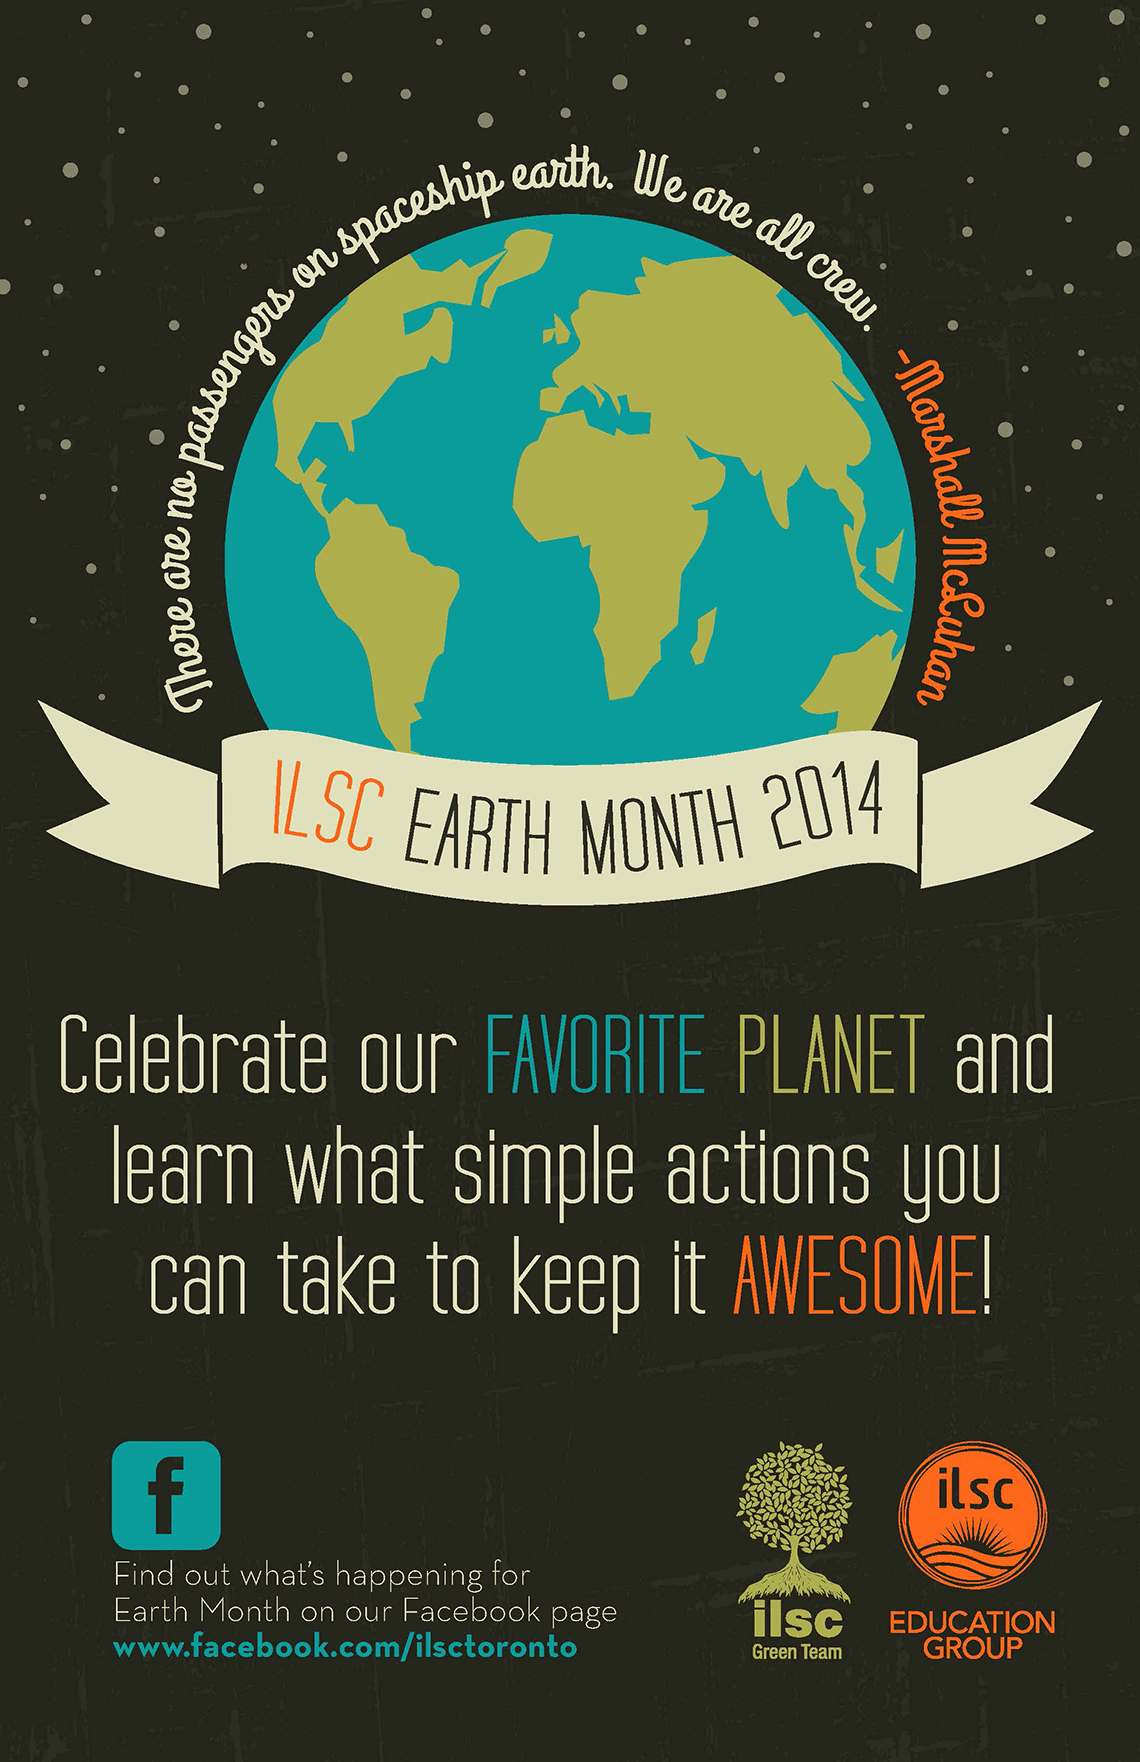 There are no passengers on spaceship earth. We are all crew.
-Marshall McLuhan
ILSC EARTH MONTH 2014
Celebrate our FAVORITE PLANET and
learn what simple actions you
can take to keep it AWESOME!
f
Find out what's happening for
Earth Month on our Facebook page
www.facebook.com/ilsctoronto
ilsc
Green Team
ilsc
EDUCATION
GROUP